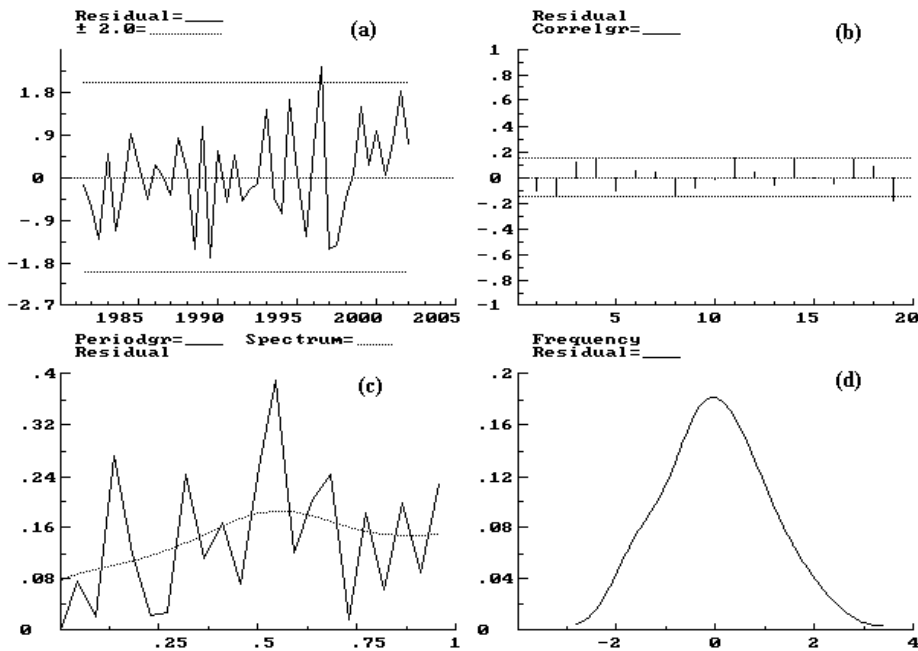 Residual=
± 2.0=
(a)
1.8
.9
0
-.9
-1.8
-2.7
1985 1990 1995 2000 2005
Residual
Correlgr=
(b)
1
.8
.6
.4
.2
0
-.2
-.4
-.6
-.8
-1
5 10 15 20
Periodgr= Spectrum=
Residual
(c)
.4
.32
.24
.16
.08
0
.25 .5 .75 1
Frequency
Residual=
(d)
.2
.16
.12
.08
.04
0
-2 0 2 4